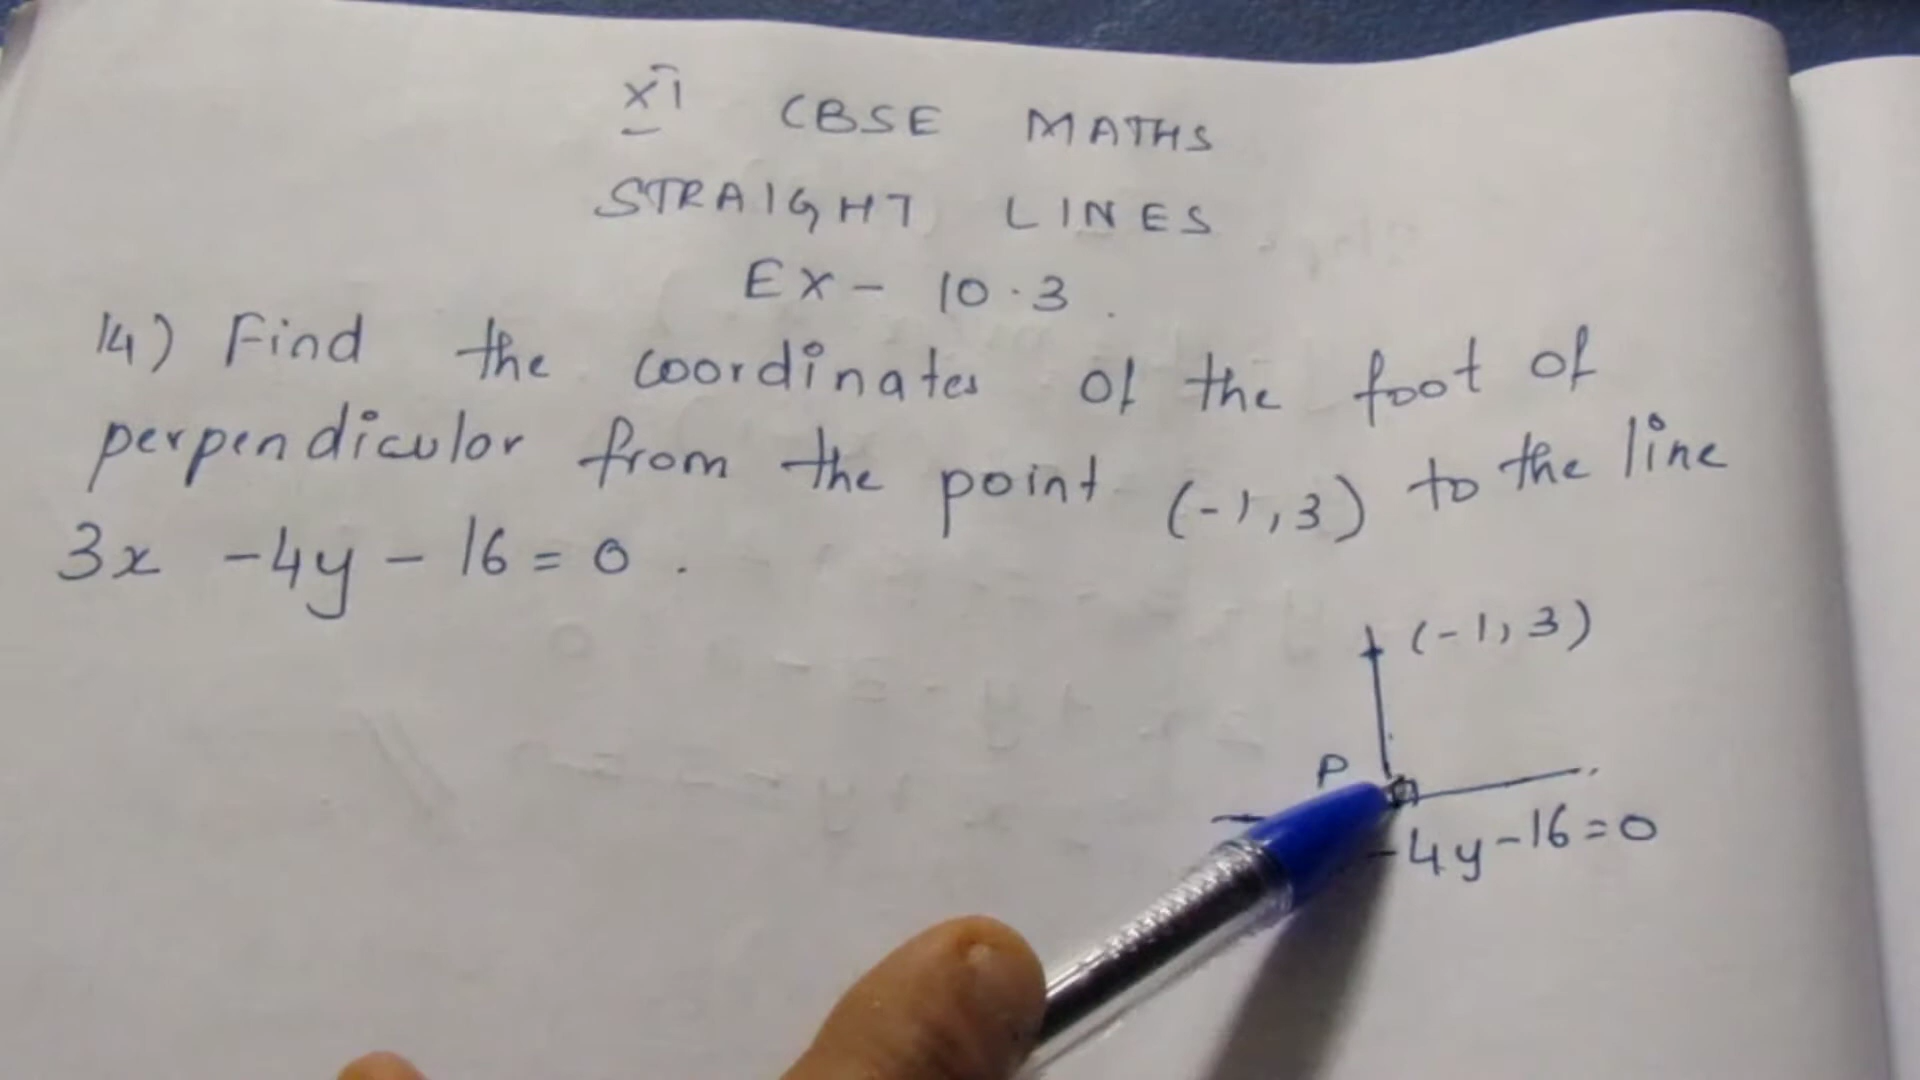 XI CBSE MATHS
STRAIGHT LINES
EX - 10.3.
14) Find the coordinates of the foot of
perpendicular from the point (-1,3) to the line
3x -4y - 16 = 0.
(-1, 3)
P
-4y-16=0